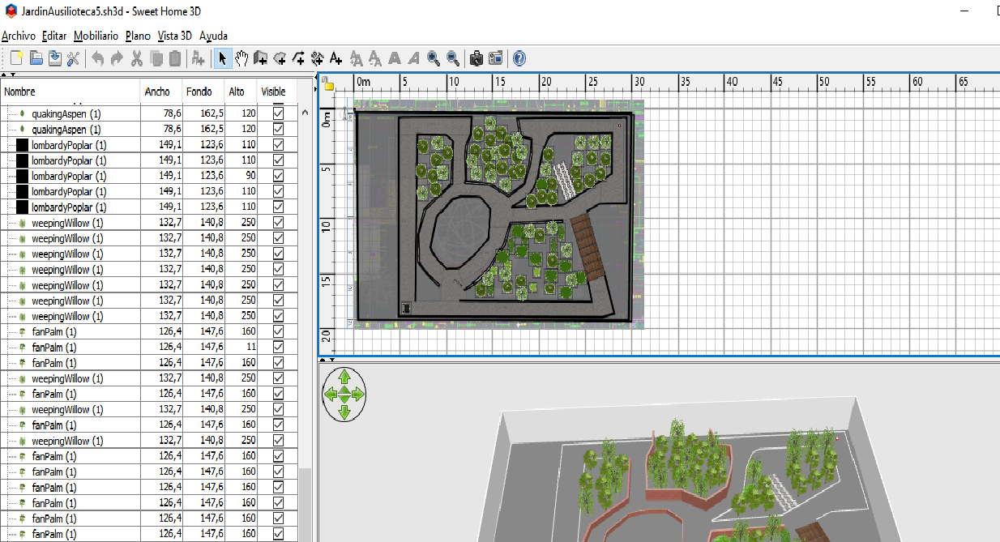 JardinAusilioteca5.sh3d - Sweet Home 3D
Archivo Editar Mobiliario Plano Vista 3D Ayuda
Nombre Ancho Fondo Alto Visible
quakingAspen (1) 78,6 162,5 120
quakingAspen (1) 78,6 162,5 120
lombardyPoplar (1) 149,1 123,6 110
lombardyPoplar (1) 149,1 123,6 110
lombardyPoplar (1) 149,1 123,6 90
lombardyPoplar (1) 149,1 123,6 110
lombardyPoplar (1) 149,1 123,6 110
weepingWillow (1) 132,7 140,8 250
weepingWillow (1) 132,7 140,8 250
weepingWillow (1) 132,7 140,8 250
weepingWillow (1) 132,7 140,8 250
weepingWillow (1) 132,7 140,8 250
weepingWillow (1) 132,7 140,8 250
weepingWillow (1) 132,7 140,8 250
fanPalm (1) 126,4 147,6 160
fanPalm (1) 126,4 147,6 11
fanPalm (1) 126,4 147,6 160
weepingWillow (1) 132,7 140,8 250
fanPalm (1) 126,4 147,6 160
weepingWillow (1) 132,7 140,8 250
fanPalm (1) 126,4 147,6 160
weepingWillow (1) 132,7 140,8 250
fanPalm (1) 126,4 147,6 160
fanPalm (1) 126,4 147,6 160
fanPalm (1) 126,4 147,6 160
fanPalm (1) 126,4 147,6 160
fanPalm (1) 126,4 147,6 160
fanPalm (1) 126,4 147,6 160
0m 5 10 15 20 25 30 35 40 45 50 55 60 65
0m
5
10
15
20